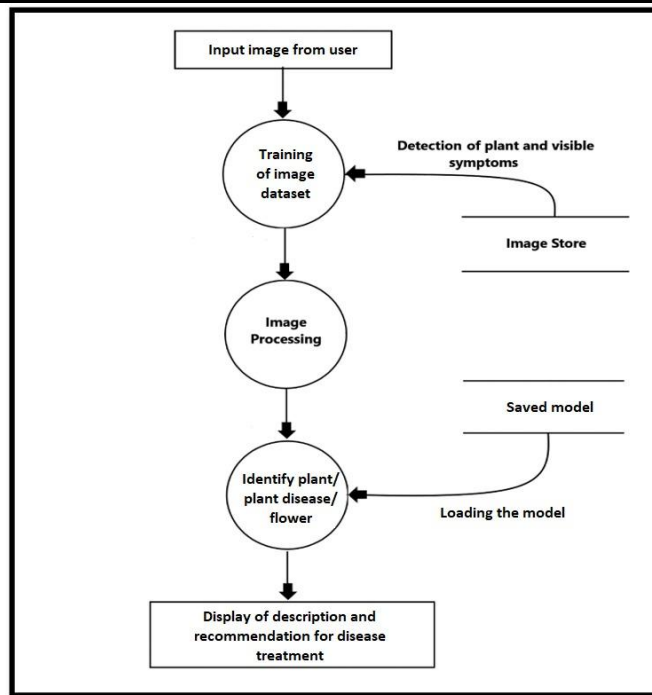 Input image from user
Training
of image
dataset
Detection of plant and visible
symptoms
Image Store
Image
Processing
Saved model
Identify plant/
plant disease/
flower
Loading the model
Display of description and
recommendation for disease
treatment